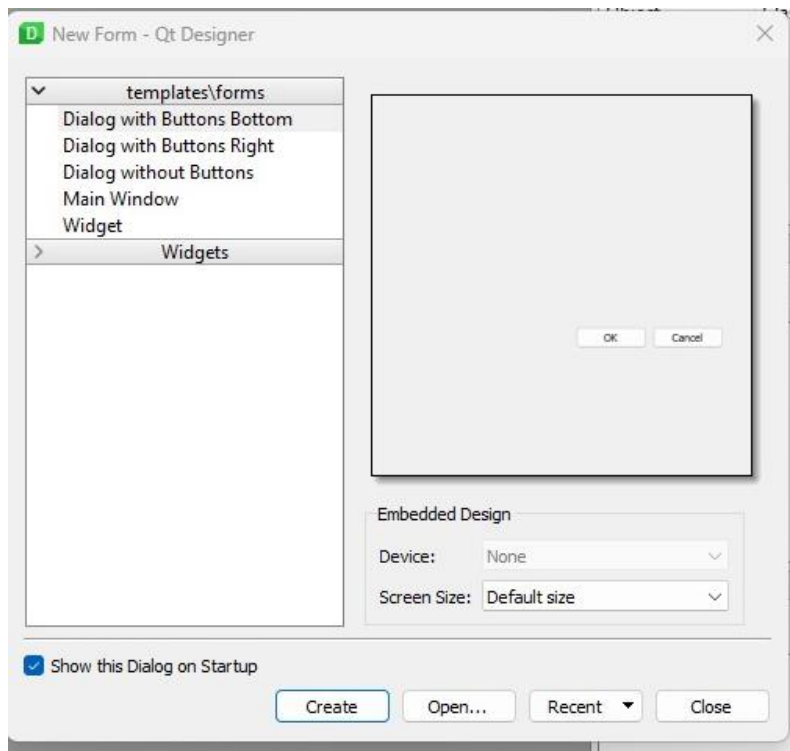 New Form - Qt Designer
templates\forms
Dialog with Buttons Bottom
Dialog with Buttons Right
Dialog without Buttons
Main Window
Widget
Widgets
OK Cancel
Embedded Design
Device: None
Screen Size: Default size
Show this Dialog on Startup
Create Open... Recent Close